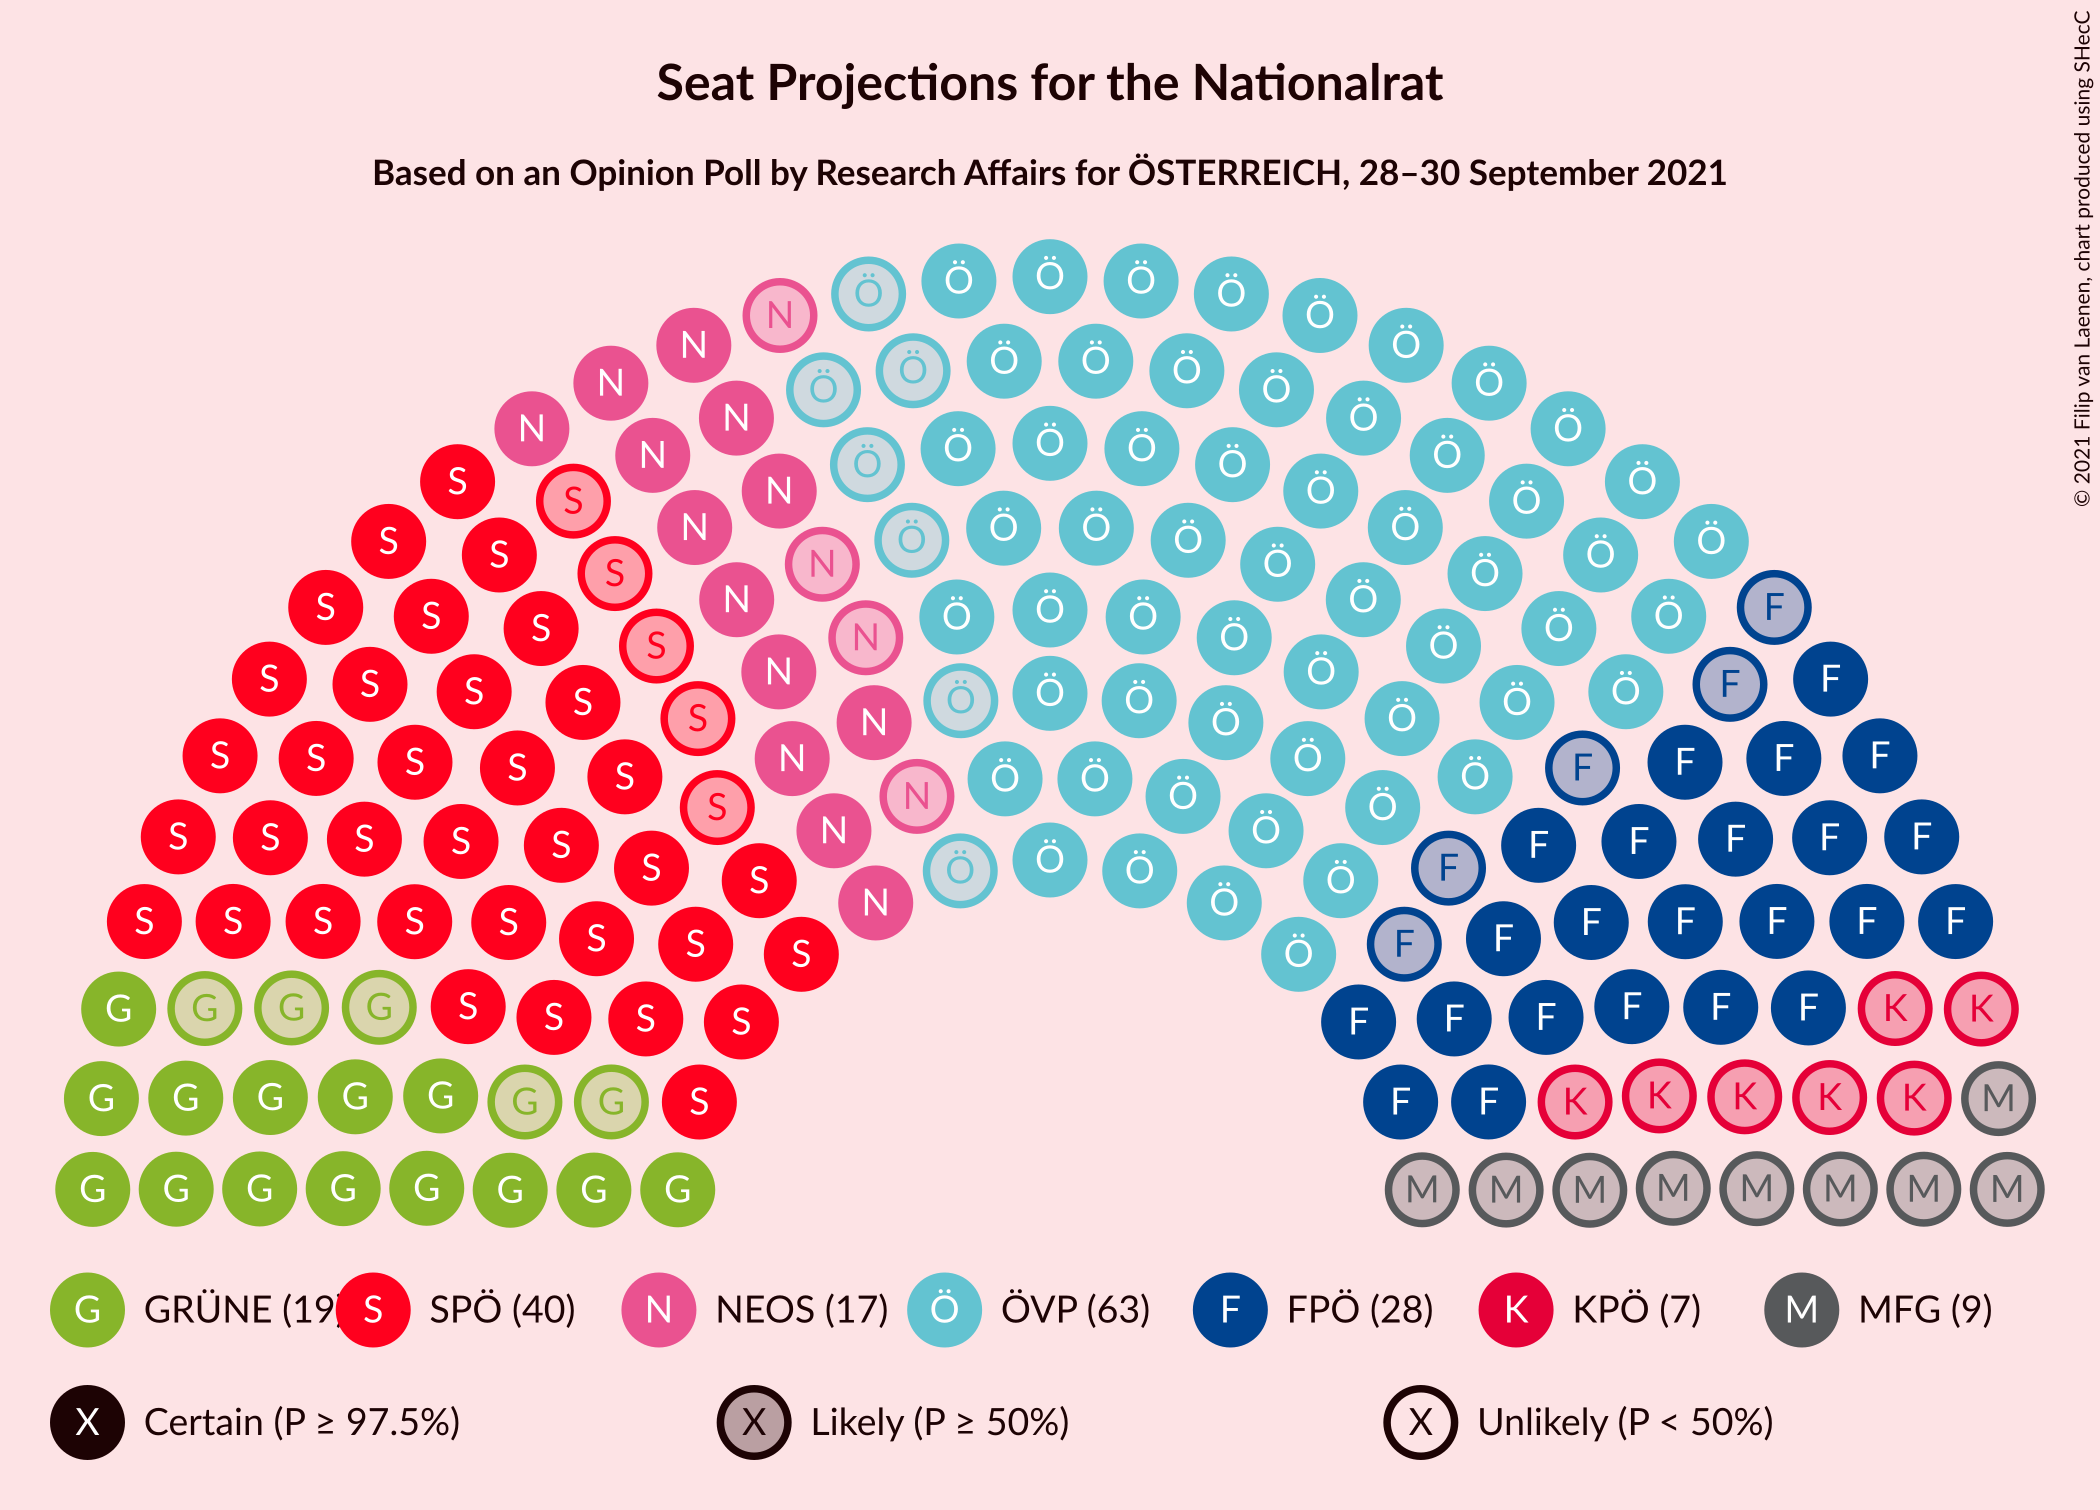 Seat Projections for the Nationalrat
Based on an Opinion Poll by Research Affairs for ÖSTERREICH, 28–30 September 2021
© 2021 Filip van Laenen, chart produced using SHecC
N Ö Ö Ö Ö Ö Ö Ö
G GRÜNE (19) S SPÖ (40) N NEOS (17) Ö ÖVP (63) F FPÖ (28) K KPÖ (7) M MFG (9)
X Certain (P ≥ 97.5%) X Likely (P ≥ 50%) X Unlikely (P < 50%)